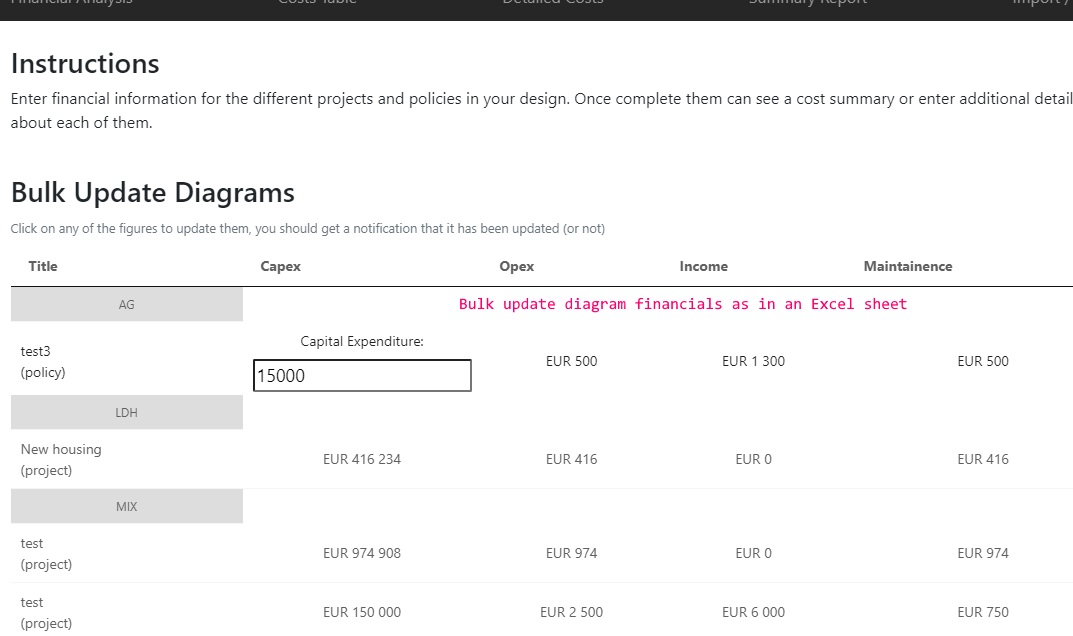 Financial Analysis Costs Table Detailed Costs Summary Report Import /
Instructions
Enter financial information for the different projects and policies in your design. Once complete them can see a cost summary or enter additional detail
about each of them.
Bulk Update Diagrams
Click on any of the figures to update them, you should get a notification that it has been updated (or not)
Title Capex Opex Income Maintainence
AG Bulk update diagram financials as in an Excel sheet
Capital Expenditure:
test3
(policy)
15000 EUR 500 EUR 1 300 EUR 500
LDH
New housing
(project)
EUR 416 234 EUR 416 EUR 0 EUR 416
MIX
test
(project)
EUR 974 908 EUR 974 EUR 0 EUR 974
test
(project)
EUR 150 000 EUR 2 500 EUR 6 000 EUR 750